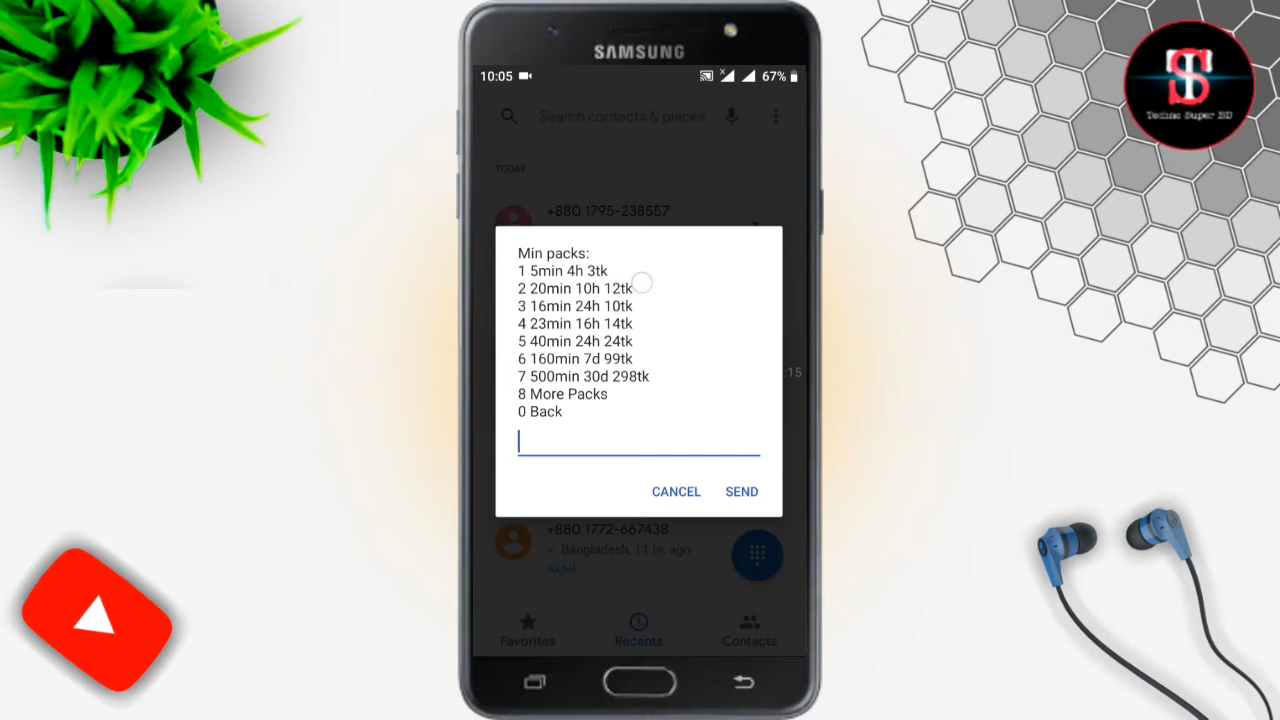 SAMSUNG
10:05
67%
Search contacts & places
TODAY
+880 1795-238557
Min packs:
1 5min 4h 3tk
2 20min 10h 12tk
3 16min 24h 10tk
4 23min 16h 14tk
5 40min 24h 24tk
6 160min 7d 99tk
7 500min 30d 298tk
8 More Packs
0 Back
:15
CANCEL SEND
+880 1772-667438
Bangladesh, 11 hr. ago
Aktel
Favorites Recents Contacts
Techno Super BD